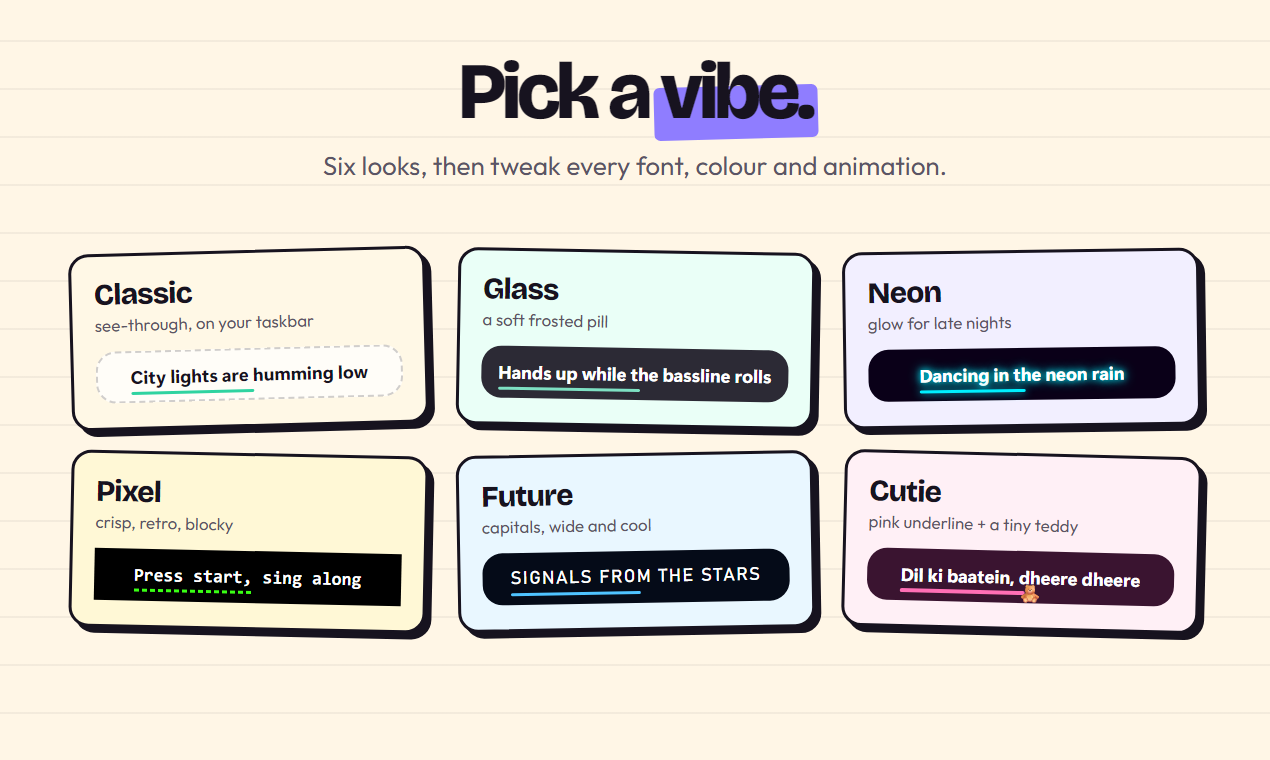 Pick a vibe.
Six looks, then tweak every font, colour and animation.
Classic
see-through, on your taskbar
City lights are humming low
Glass
a soft frosted pill
Hands up while the bassline rolls
Neon
glow for late nights
Dancing in the neon rain
Pixel
crisp, retro, blocky
Press start, sing along
Future
capitals, wide and cool
SIGNALS FROM THE STARS
Cutie
pink underline + a tiny teddy
Dil ki baatein, dheere dheere